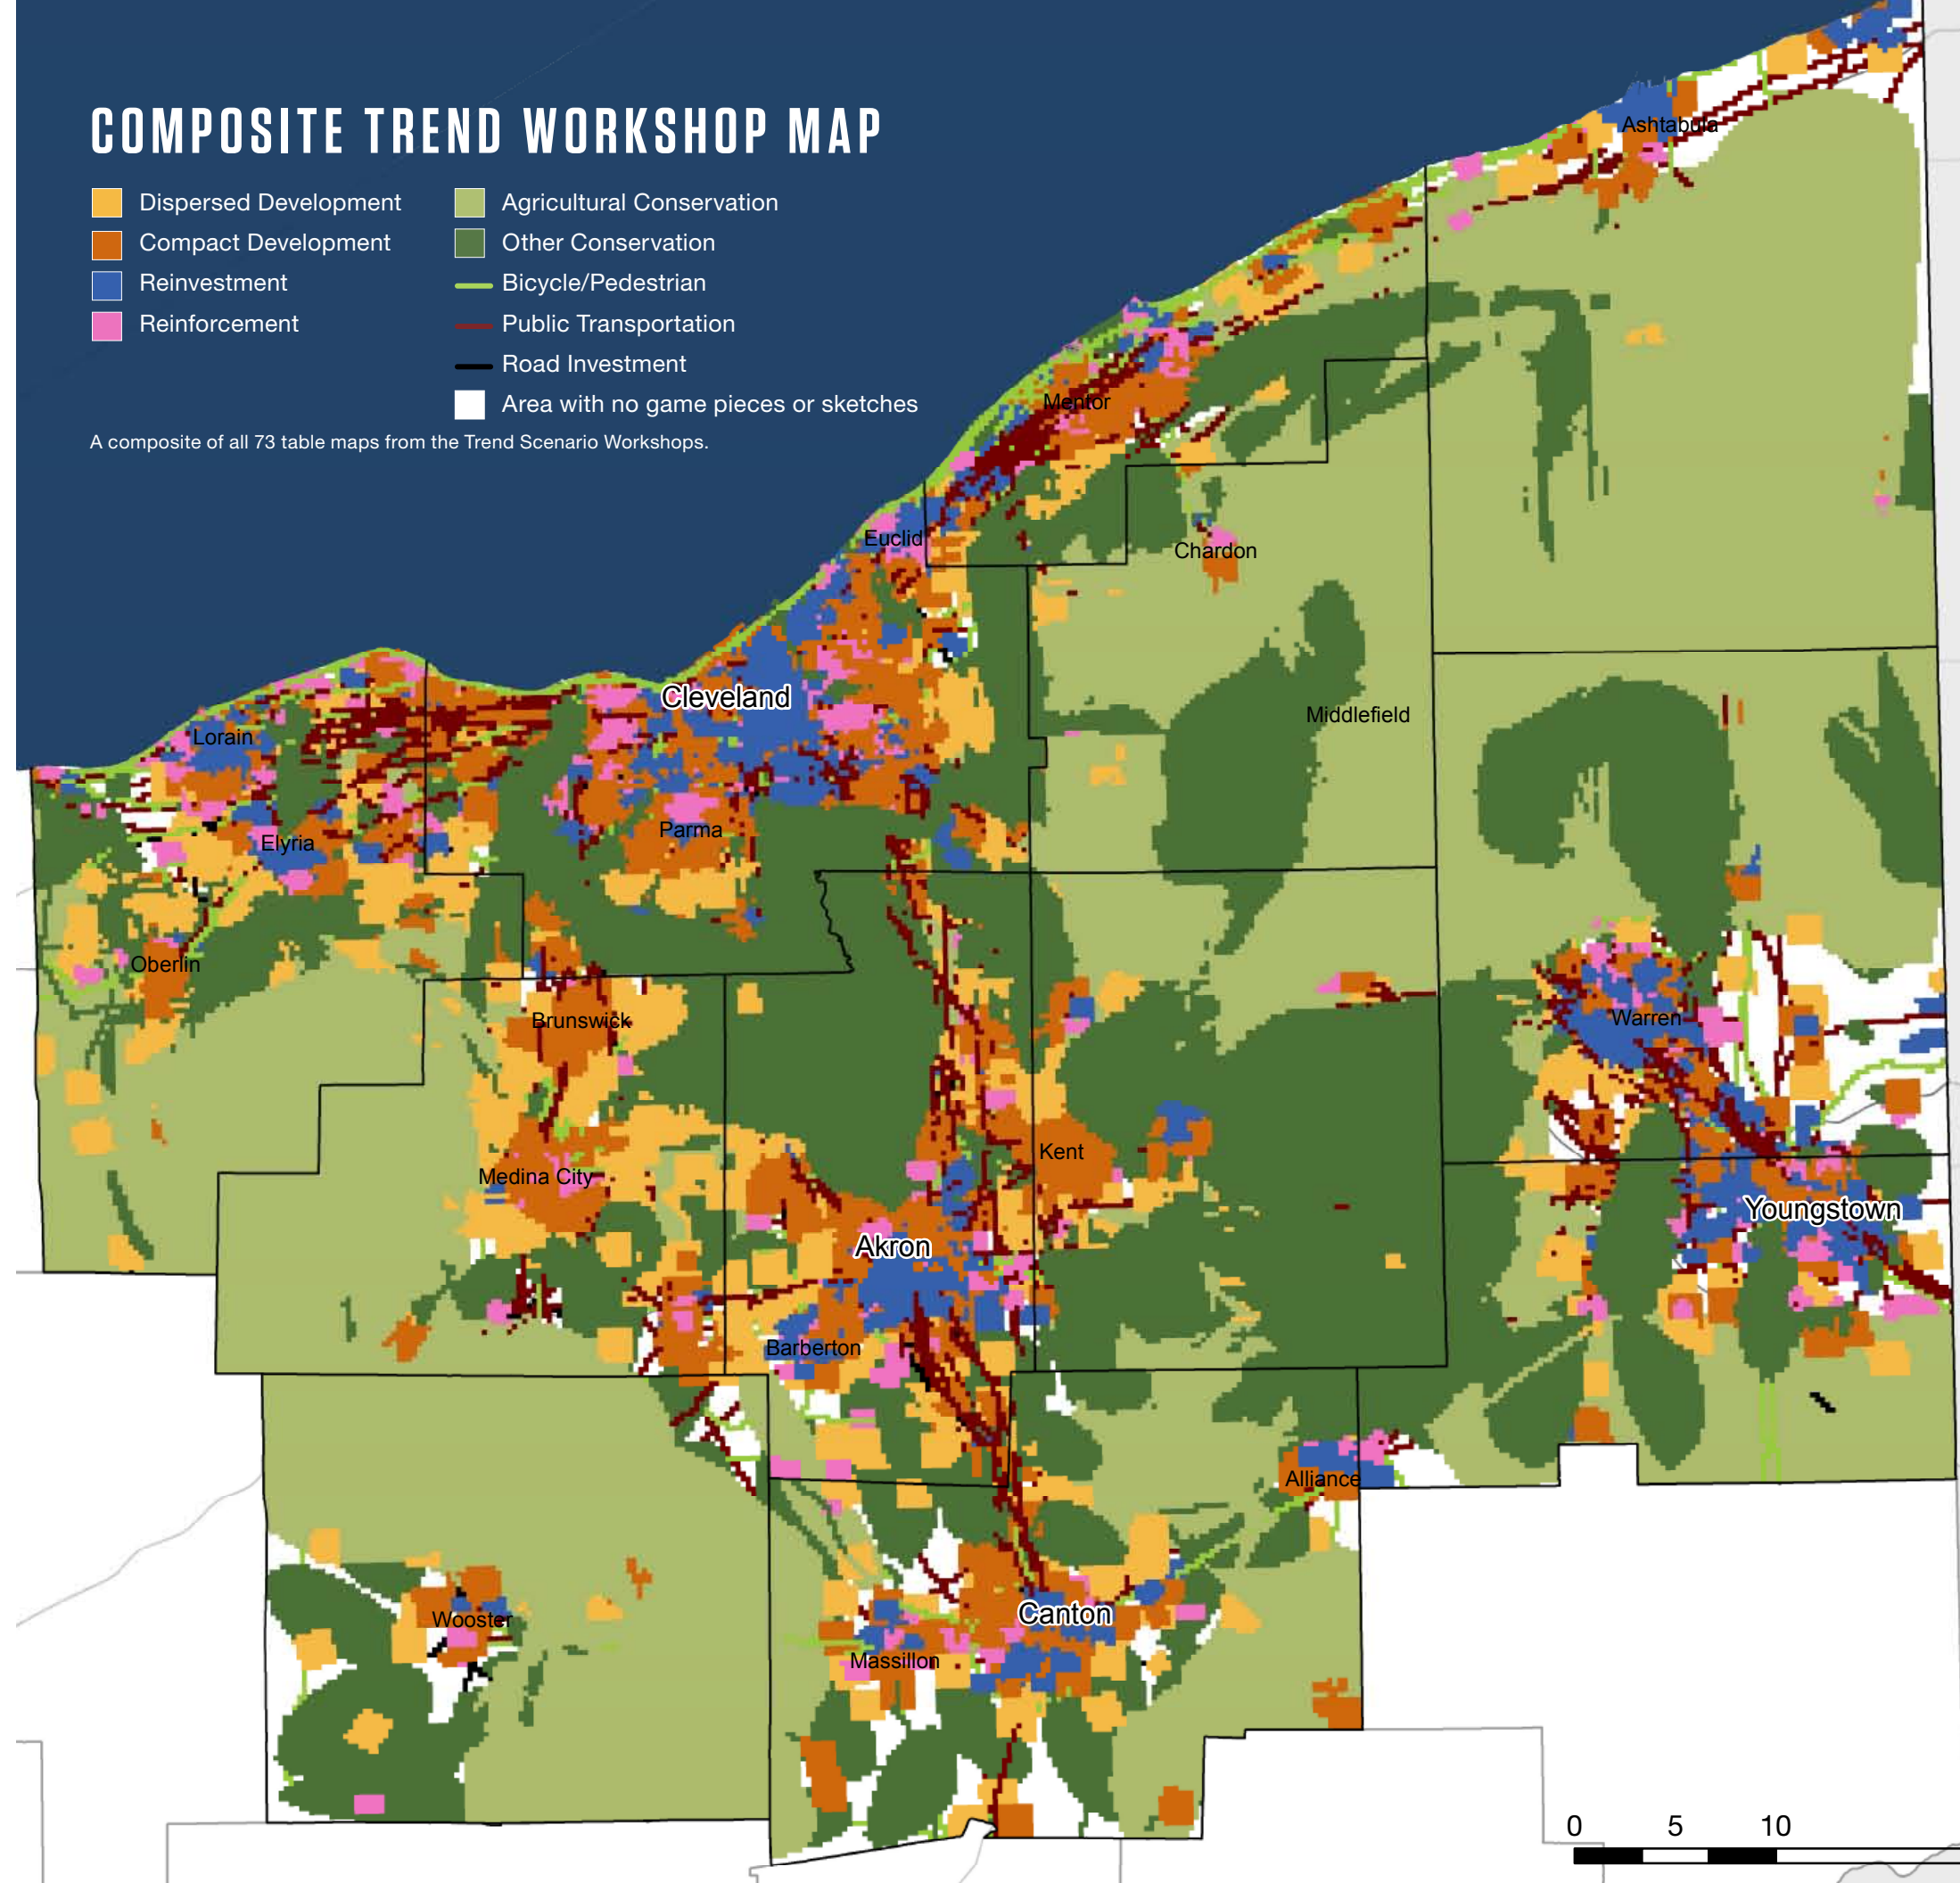 COMPOSITE TREND WORKSHOP MAP
Dispersed Development
Compact Development
Reinvestment
Reinforcement
Agricultural Conservation
Other Conservation
Bicycle/Pedestrian
Public Transportation
Road Investment
Area with no game pieces or sketches
A composite of all 73 table maps from the Trend Scenario Workshops.
Ashtabula
Mentor
Euclid
Chardon
Cleveland
Middlefield
Lorain
Parma
Elyria
Oberlin
Brunswick
Warren
Kent
Medina City
Youngstown
Akron
Barberton
Alliance
Canton
Wooster
Massillon
0 5 10